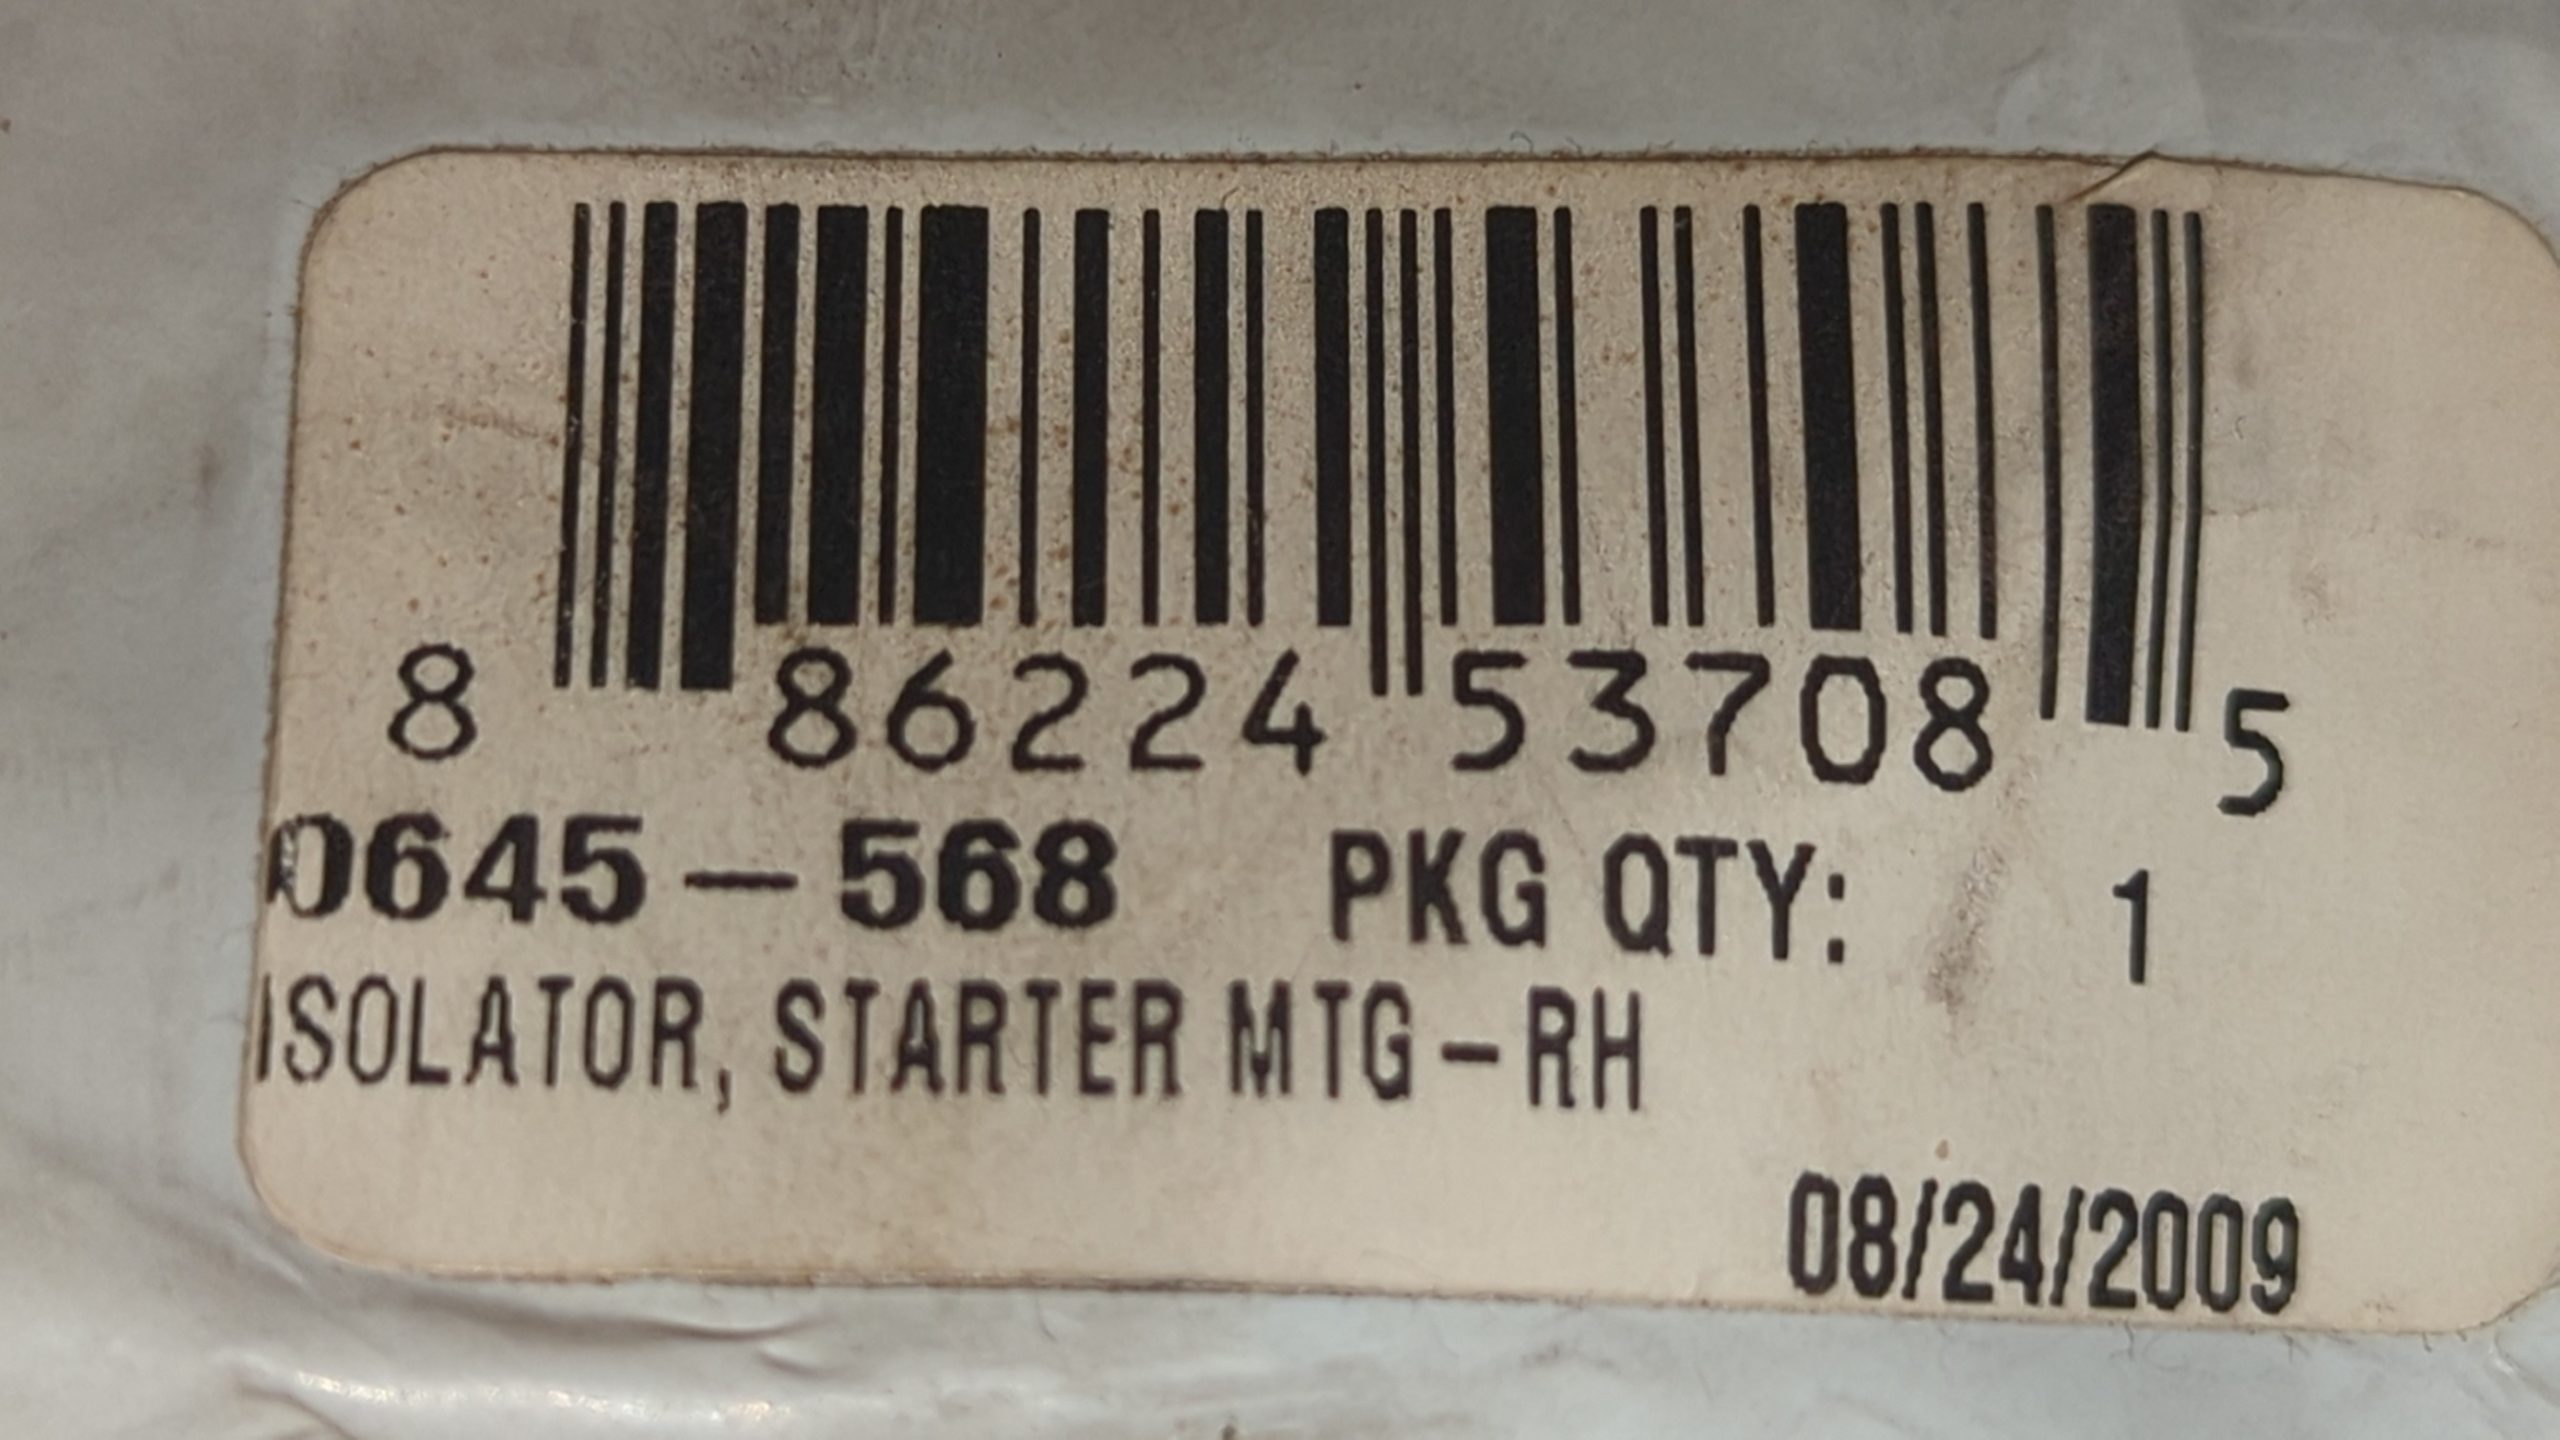 8 86224 53708 5
0645-568 PKG QTY: 1
ISOLATOR, STARTER MTG-RH
08/24/2009